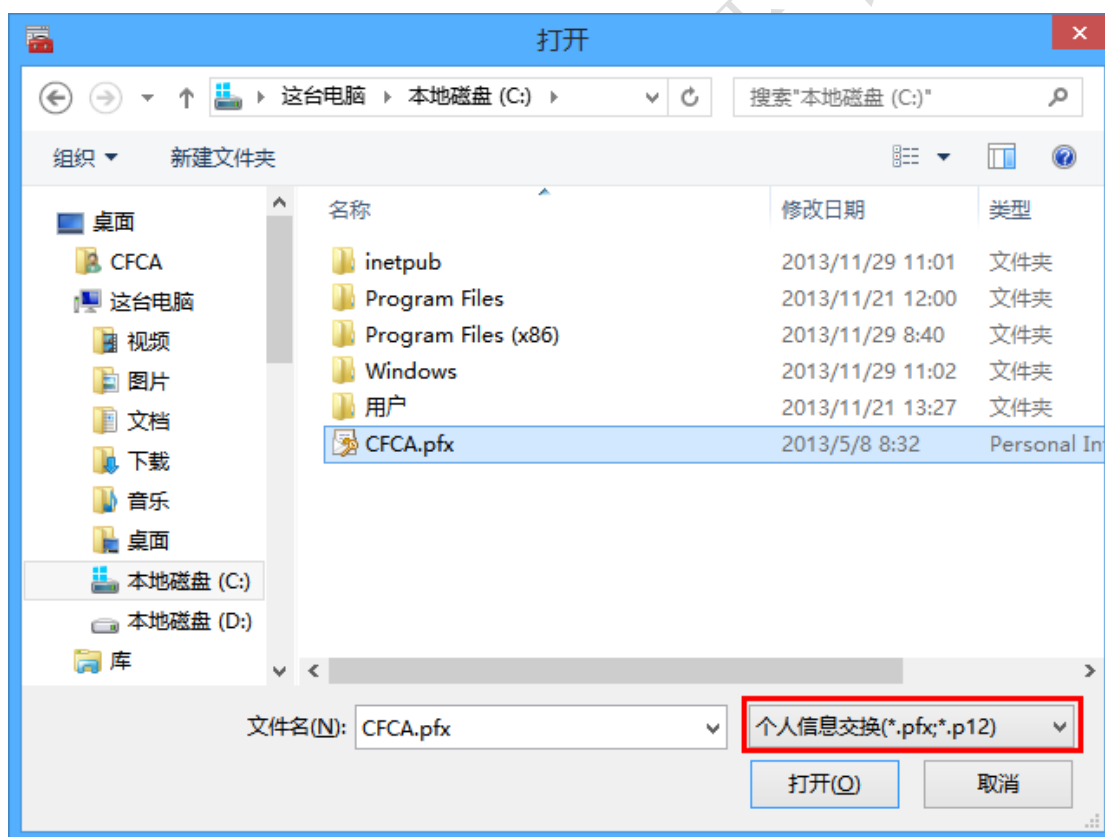 打开
这台电脑 本地磁盘 (C:)
搜索"本地磁盘 (C:)"
组织 新建文件夹
名称 修改日期 类型
桌面
CFCA
这台电脑
视频
图片
文档
下载
音乐
桌面
本地磁盘 (C:)
本地磁盘 (D:)
库
inetpub 2013/11/29 11:01 文件夹
Program Files 2013/11/21 12:00 文件夹
Program Files (x86) 2013/11/29 8:40 文件夹
Windows 2013/11/29 11:02 文件夹
用户 2013/11/21 13:27 文件夹
CFCA.pfx 2013/5/8 8:32 Personal In
文件名(N): CFCA.pfx 个人信息交换(*.pfx;*.p12)
打开(O) 取消